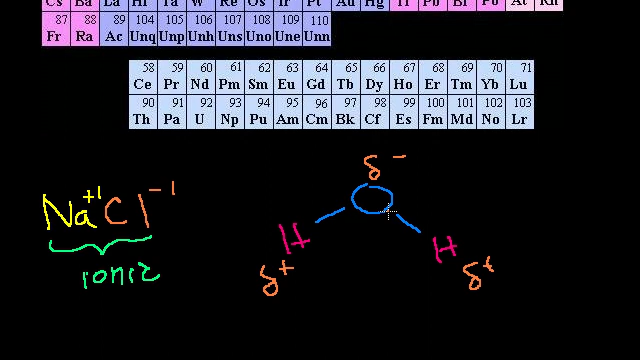 Cs Ba La Hf Ta W Re Os Ir Pt Au Hg Tl Pb Bi Po At Rn
87 88 89 104 105 106 107 108 109 110
Fr Ra Ac Unq Unp Unh Uns Uno Une Unn
58 59 60 61 62 63 64 65 66 67 68 69 70 71
Ce Pr Nd Pm Sm Eu Gd Tb Dy Ho Er Tm Yb Lu
90 91 92 93 94 95 96 97 98 99 100 101 102 103
Th Pa U Np Pu Am Cm Bk Cf Es Fm Md No Lr
δ−
Na+1Cl−1
O
H H
ionic
δ+ δ+